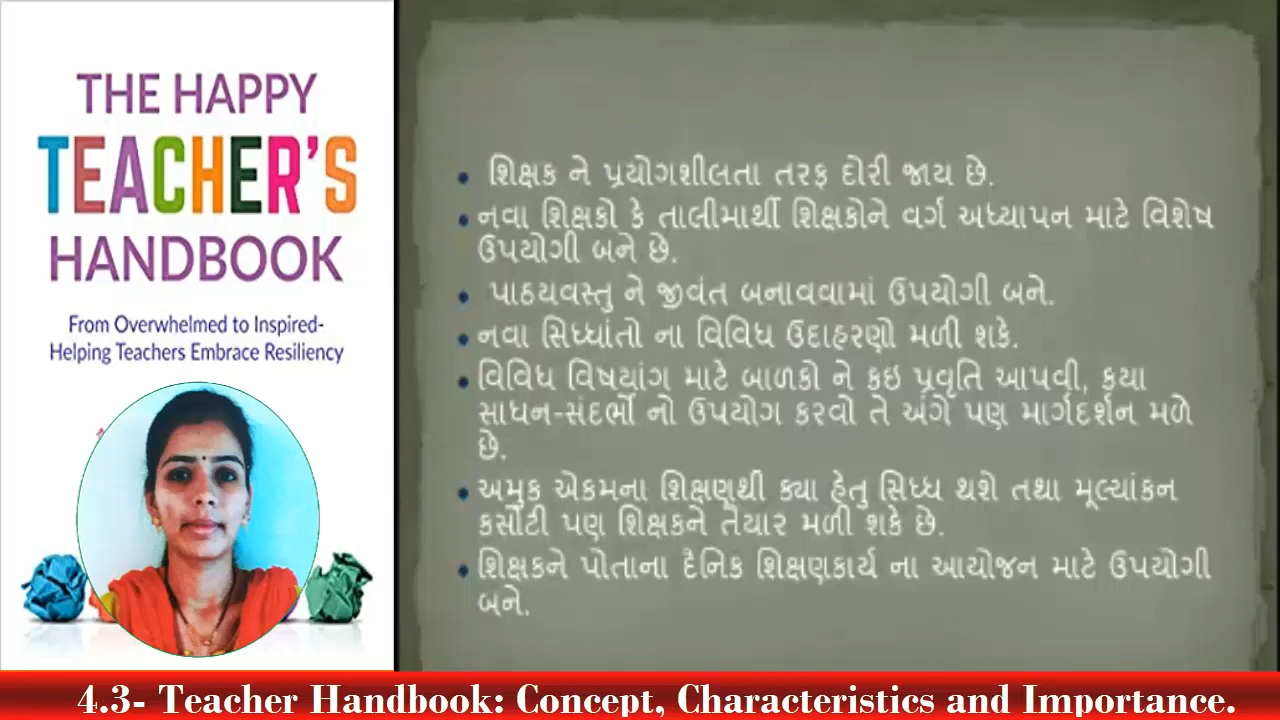 THE HAPPY
TEACHER'S
HANDBOOK
From Overwhelmed to Inspired-
Helping Teachers Embrace Resiliency
• શિક્ષક ને પ્રયોગશીલતા તરફ દોરી જાય છે.
• નવા શિક્ષકો કે તાલીમાર્થી શિક્ષકોને વર્ગ અધ્યાપન માટે વિશેષ
ઉપયોગી બને છે.
• પાઠયવસ્તુ ને જીવંત બનાવવામાં ઉપયોગી બને.
• નવા સિધ્ધાંતો ના વિવિધ ઉદાહરણો મળી શકે.
• વિવિધ વિષયાંગ માટે બાળકો ને કઇ પ્રવૃતિ આપવી, કયા
સાધન-સંદર્ભો નો ઉપયોગ કરવો તે અંગે પણ માર્ગદર્શન મળે
છે.
• અમુક એકમના શિક્ષણથી ક્યા હેતુ સિધ્ધ થશે તથા મૂલ્યાંકન
કસોટી પણ શિક્ષકને તૈયાર મળી શકે છે.
• શિક્ષકને પોતાના દૈનિક શિક્ષણકાર્ય ના આયોજન માટે ઉપયોગી
બને.
4.3- Teacher Handbook: Concept, Characteristics and Importance.